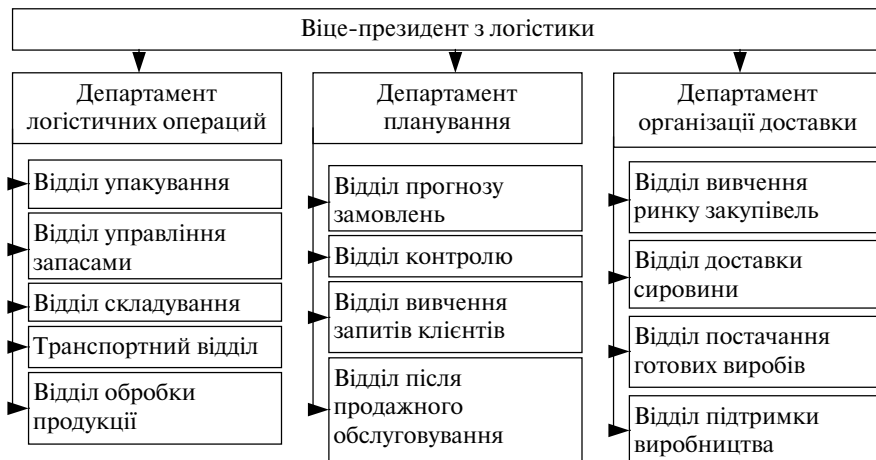 Віце-президент з логістики
Департамент
логістичних операций
Відділ упакування
Відділ управління
запасами
Відділ складування
Транспортний відділ
Відділ обробки
продукції
Департамент
планування
Відділ прогнозу
замовлень
Відділ контролю
Відділ вивчення
запитів клієнтів
Відділ після
продажного
обслуговування
Департамент
організації доставки
Відділ вивчення
ринку закупівель
Відділ доставки
сировини
Відділ постачання
готових виробів
Відділ підтримки
виробництва